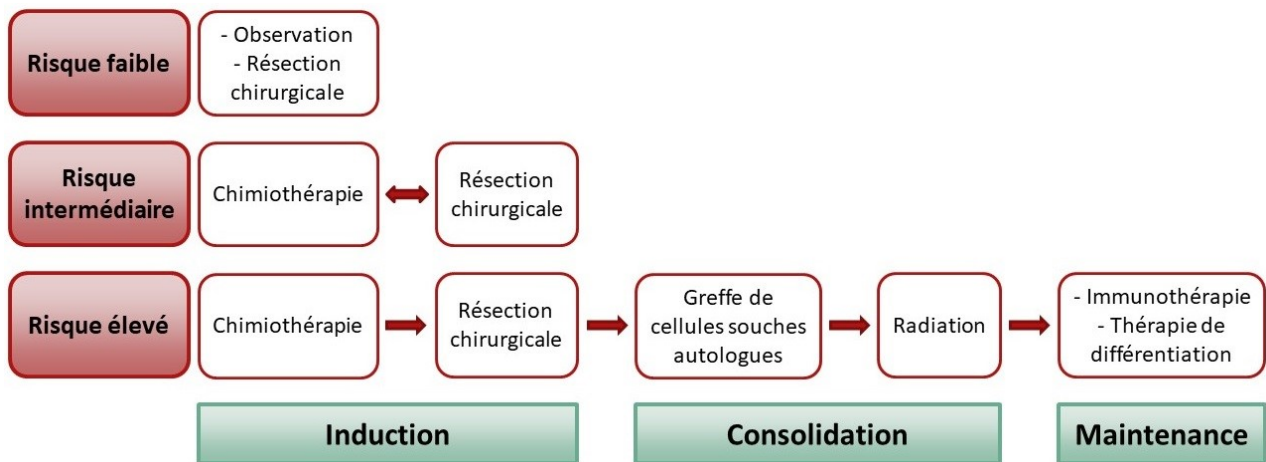 Risque faible
- Observation
- Résection
chirurgicale
Risque
intermédiaire
Chimiothérapie
Résection
chirurgicale
Risque élevé
Chimiothérapie
Résection
chirurgicale
Greffe de
cellules souches
autologues
Radiation
- Immunothérapie
- Thérapie de
différentiation
Induction
Consolidation
Maintenance